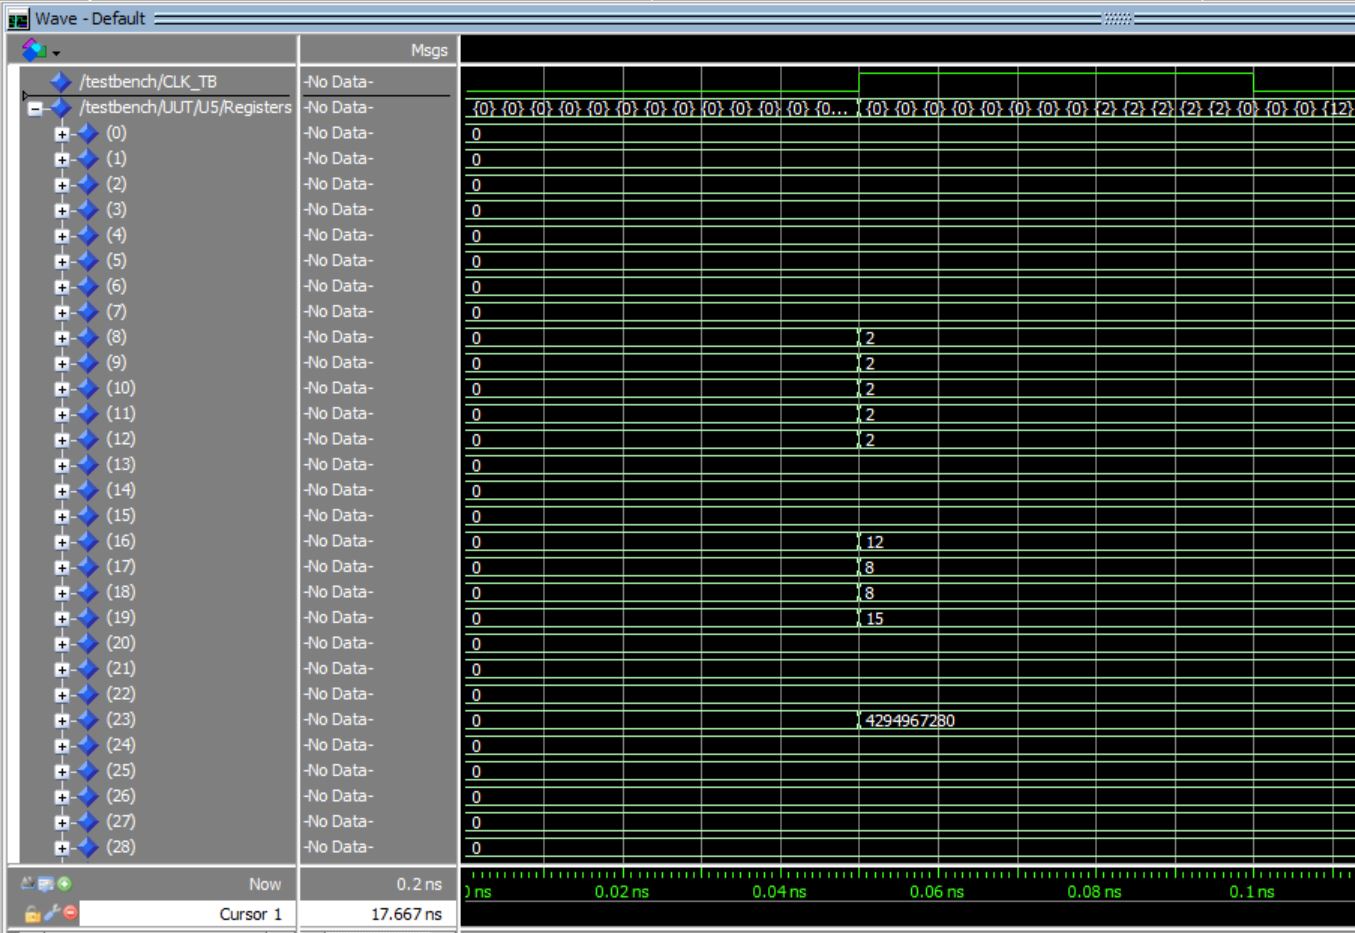 Wave - Default
Msgs
/testbench/CLK_TB -No Data-
/testbench/UUT/U5/Registers -No Data- {0} {0} {0} {0} {0} {0} {0} {0} {0} {0} {0} {0} {0... {0} {0} {0} {0} {0} {0} {0} {0} {2} {2} {2} {2} {2} {0} {0} {0} {12}
(0) -No Data- 0
(1) -No Data- 0
(2) -No Data- 0
(3) -No Data- 0
(4) -No Data- 0
(5) -No Data- 0
(6) -No Data- 0
(7) -No Data- 0
(8) -No Data- 0 2
(9) -No Data- 0 2
(10) -No Data- 0 2
(11) -No Data- 0 2
(12) -No Data- 0 2
(13) -No Data- 0
(14) -No Data- 0
(15) -No Data- 0
(16) -No Data- 0 12
(17) -No Data- 0 8
(18) -No Data- 0 8
(19) -No Data- 0 15
(20) -No Data- 0
(21) -No Data- 0
(22) -No Data- 0
(23) -No Data- 0 4294967280
(24) -No Data- 0
(25) -No Data- 0
(26) -No Data- 0
(27) -No Data- 0
(28) -No Data- 0
Now 0.2 ns ns 0.02 ns 0.04 ns 0.06 ns 0.08 ns 0.1 ns
Cursor 1 17.667 ns